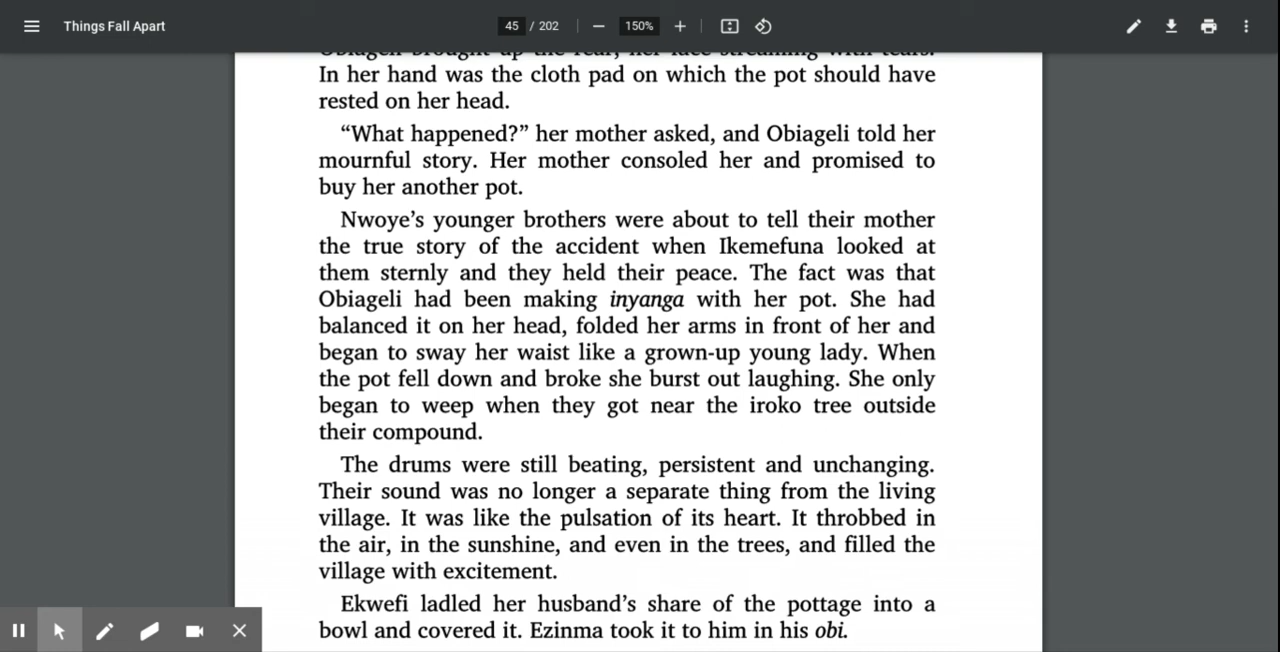 Things Fall Apart
45 / 202
150%
Obiageli brought up the rear, her face streaming with tears.
In her hand was the cloth pad on which the pot should have
rested on her head.
“What happened?” her mother asked, and Obiageli told her
mournful story. Her mother consoled her and promised to
buy her another pot.
Nwoye’s younger brothers were about to tell their mother
the true story of the accident when Ikemefuna looked at
them sternly and they held their peace. The fact was that
Obiageli had been making inyanga with her pot. She had
balanced it on her head, folded her arms in front of her and
began to sway her waist like a grown-up young lady. When
the pot fell down and broke she burst out laughing. She only
began to weep when they got near the iroko tree outside
their compound.
The drums were still beating, persistent and unchanging.
Their sound was no longer a separate thing from the living
village. It was like the pulsation of its heart. It throbbed in
the air, in the sunshine, and even in the trees, and filled the
village with excitement.
Ekwefi ladled her husband’s share of the pottage into a
bowl and covered it. Ezinma took it to him in his obi.